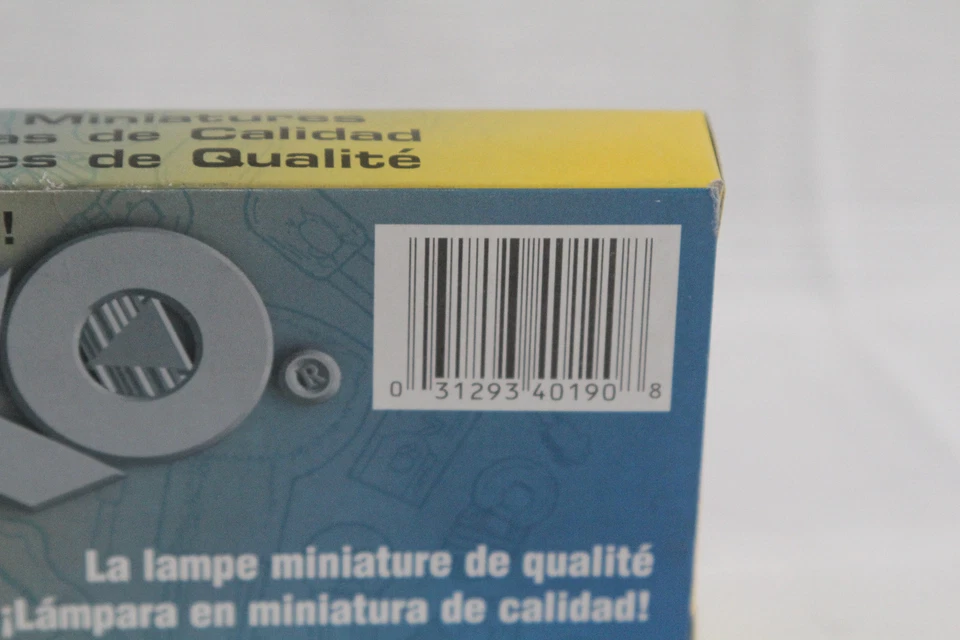 Miniatures
as de Calidad
es de Qualité
!
O®
0 31293 40190 8
La lampe miniature de qualité
¡Lámpara en miniatura de calidad!